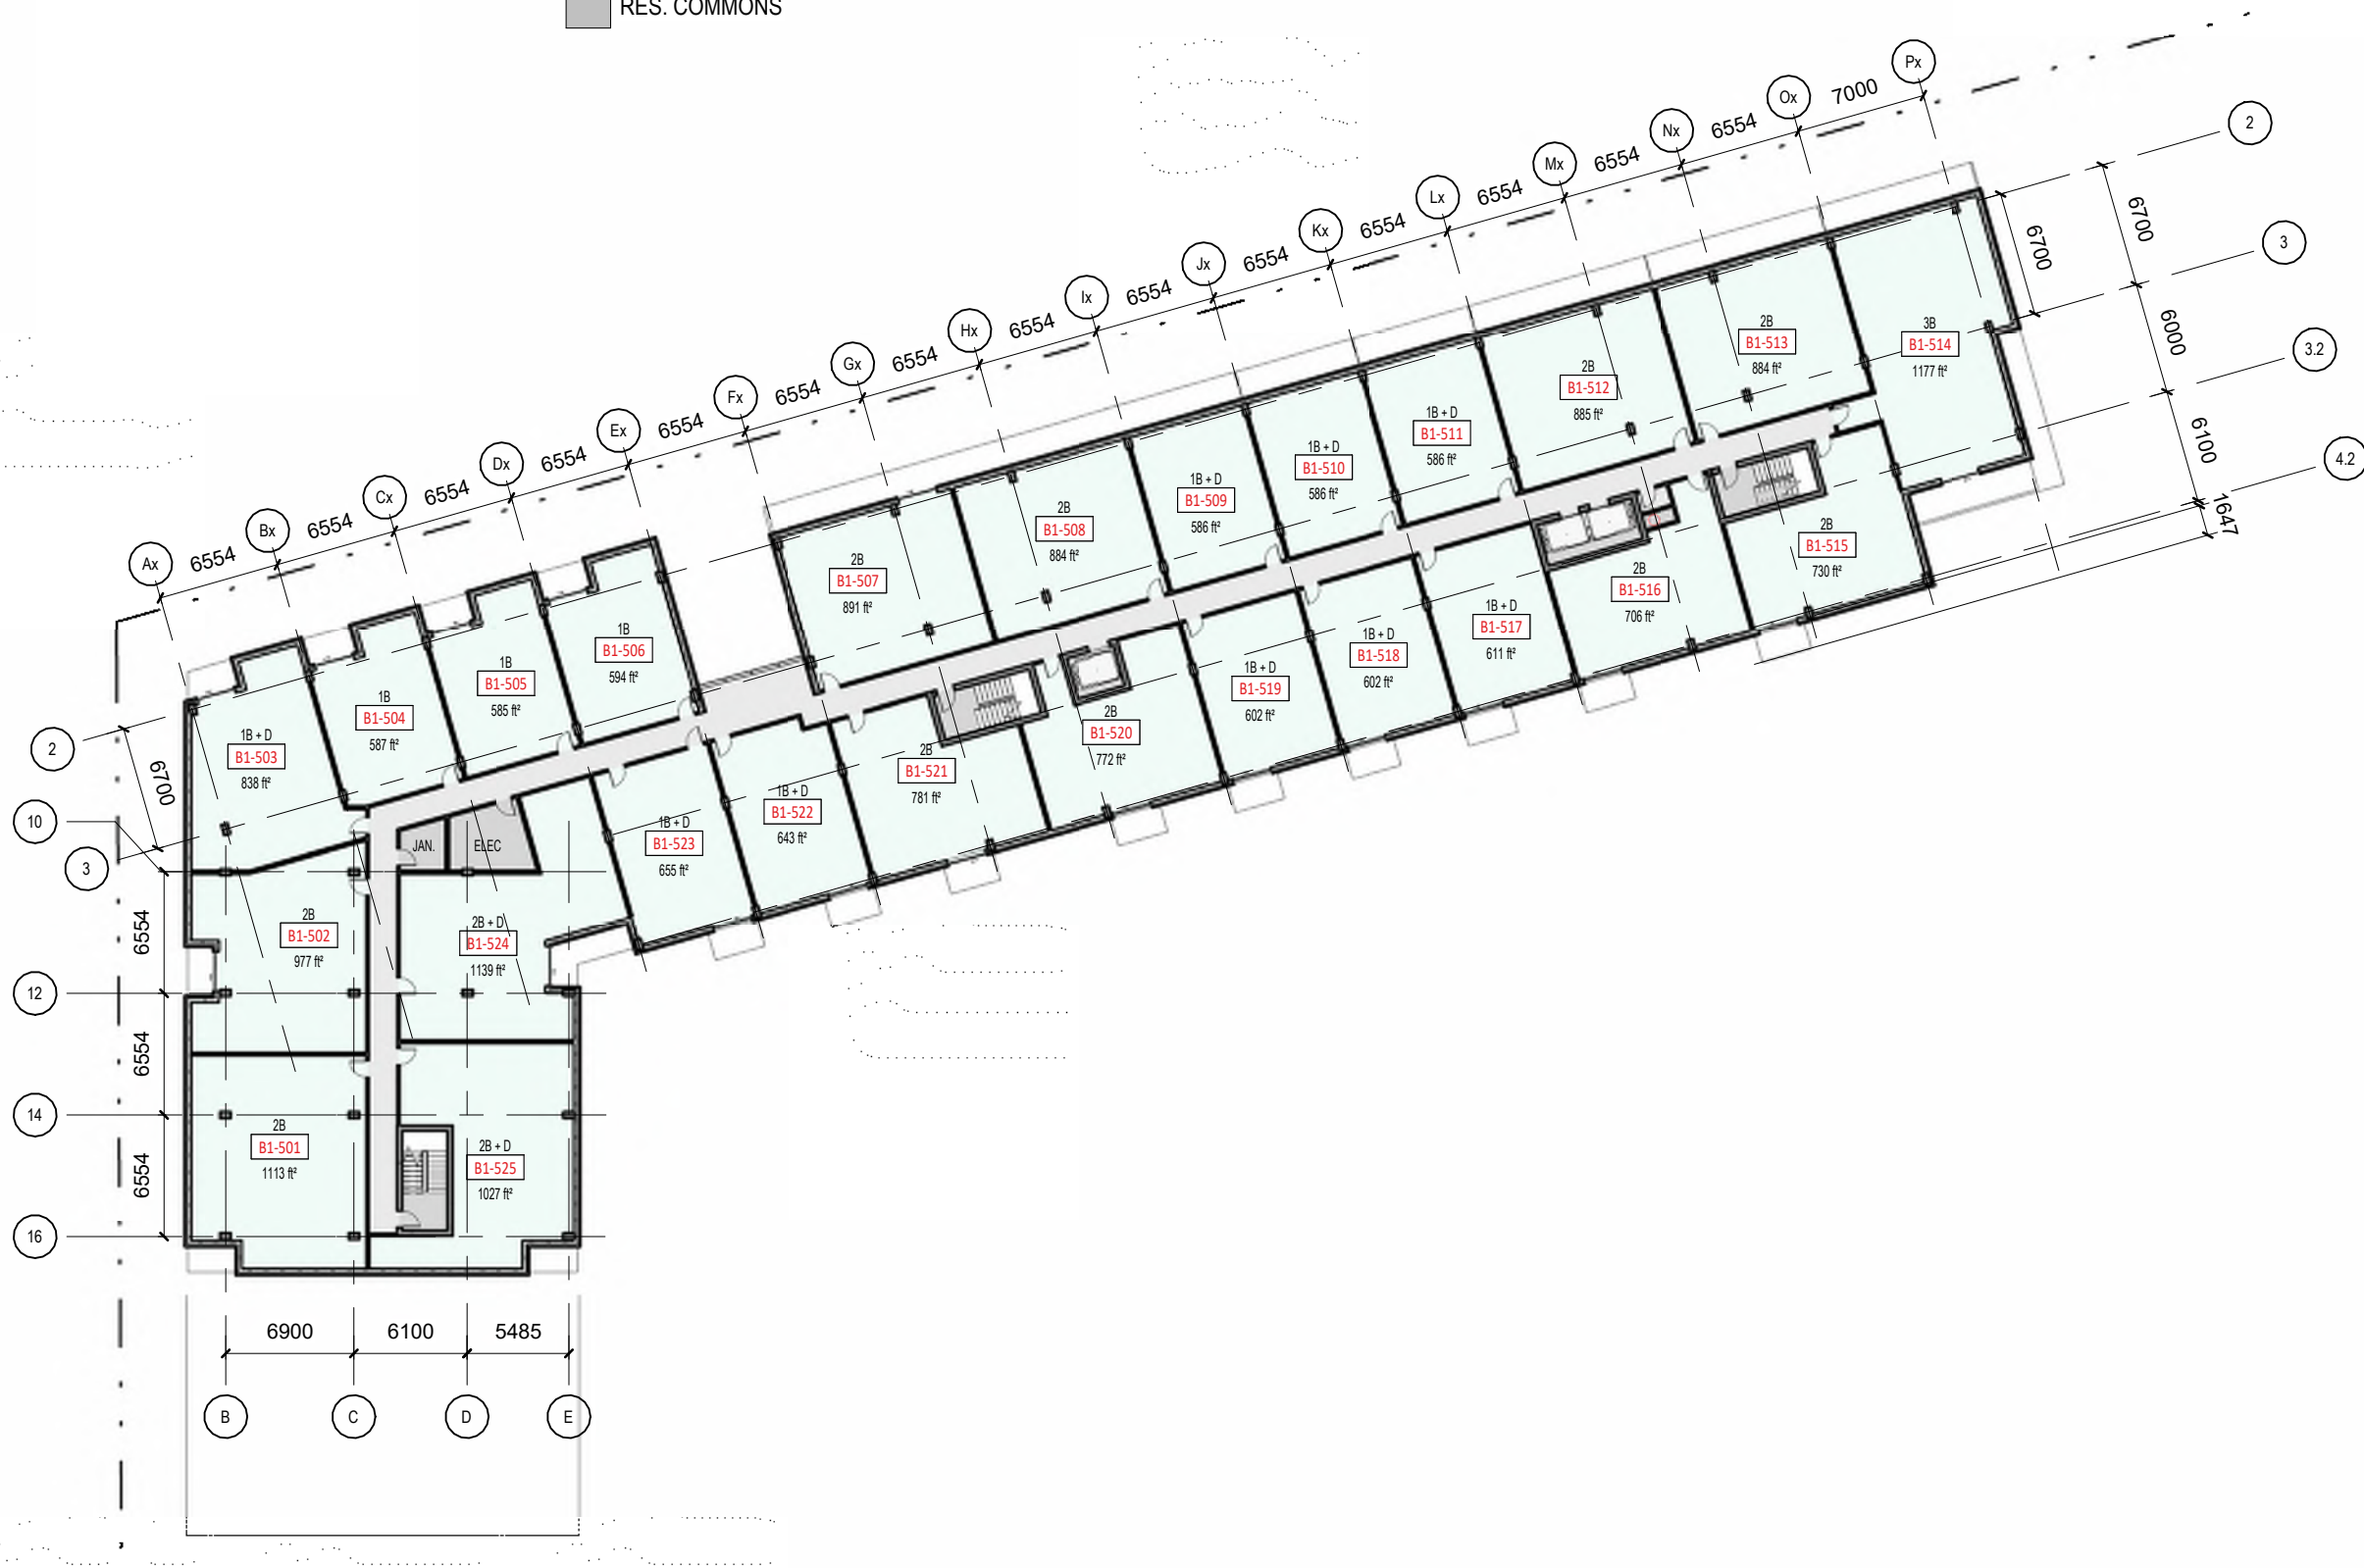 RES. COMMONS
Px
7000
Ox
6554
Nx
6554
Mx
6554
Lx
6554
Kx
6554
Jx
6554
Ix
6554
Hx
6554
Gx
6554
Fx
6554
Ex
6554
Dx
6554
Cx
6554
Bx
6554
Ax
2
6700
3
6700
6000
3.2
6100
4.2
1647
3B
B1-514
1177 ft²
2B
B1-513
884 ft²
2B
B1-512
885 ft²
1B + D
B1-511
586 ft²
1B + D
B1-510
586 ft²
1B + D
B1-509
586 ft²
2B
B1-508
884 ft²
2B
B1-507
891 ft²
1B
B1-506
594 ft²
1B
B1-505
585 ft²
1B
B1-504
587 ft²
1B + D
B1-503
838 ft²
2B
B1-515
730 ft²
2B
B1-516
706 ft²
1B + D
B1-517
611 ft²
1B + D
B1-518
602 ft²
1B + D
B1-519
602 ft²
2B
B1-520
772 ft²
2B
B1-521
781 ft²
1B + D
B1-522
643 ft²
1B + D
B1-523
655 ft²
JAN.
ELEC
2
6700
10
3
6554
2B
B1-502
977 ft²
2B + D
B1-524
1139 ft²
12
6554
14
2B
B1-501
1113 ft²
2B + D
B1-525
1027 ft²
6554
16
6900
6100
5485
B
C
D
E